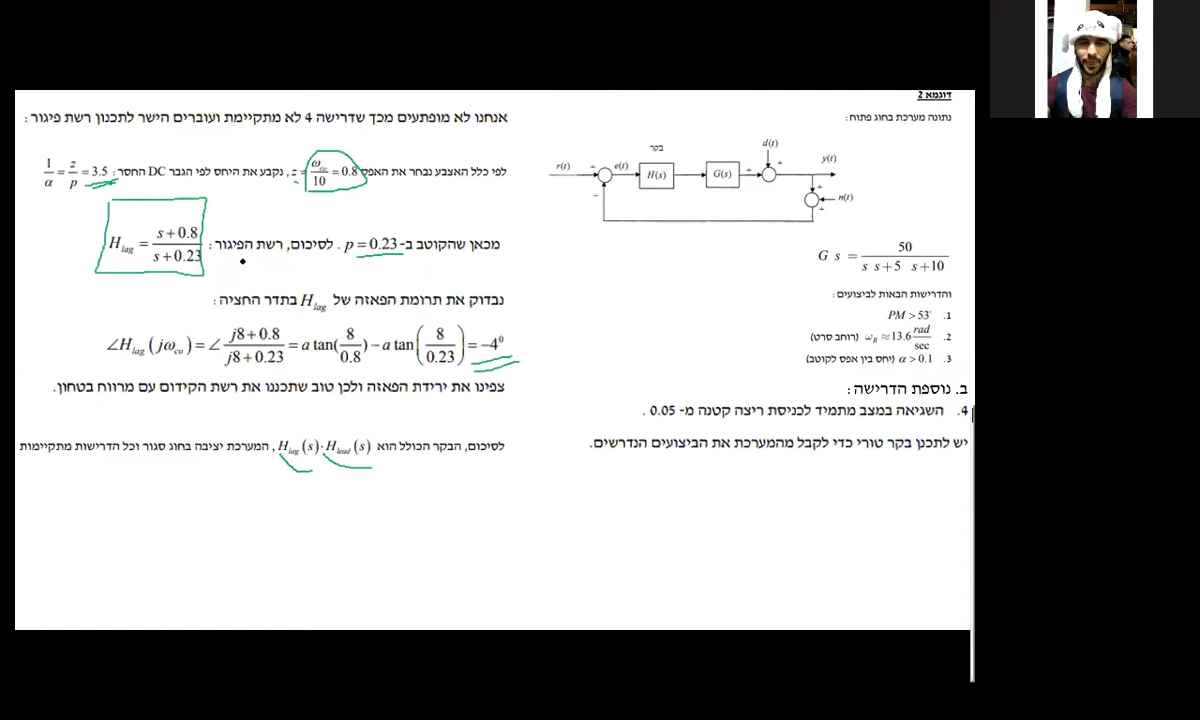 דוגמא 2
נתונה מערכת בחוג פתוח:
בקר
r(t) + − e(t) H(s) G(s) + d(t) + y(t)
+ + n(t)
G s = 50 / s s+5 s+10
והדרישות הבאות לביצועים:
1. PM > 53°
2. ω_B ≈ 13.6 rad/sec (רוחב סרט)
3. α > 0.1 (יחס בין אפס לקוטב)
ב. נוספת הדרישה:
4. השגיאה במצב מתמיד לכניסת ריצה קטנה מ- 0.05 .
יש לתכנן בקר טורי כדי לקבל מהמערכת את הביצועים הנדרשים.
אנחנו לא מופתעים מכך שדרישה 4 לא מתקיימת ועוברים הישר לתכנון רשת פיגור :
לפי כלל האצבע נבחר את האפס z = ω_co/10 = 0.8 , נקבע את היחס לפי הגבר DC החסר: 1/α = z/p = 3.5
מכאן שהקוטב ב- p = 0.23 . לסיכום, רשת הפיגור : H_lag = (s+0.8)/(s+0.23)
נבדוק את תרומת הפאזה של H_lag בתדר החציה :
∠H_lag(jω_co) = ∠ (j8+0.8)/(j8+0.23) = a tan(8/0.8) − a tan(8/0.23) = −4⁰
צפינו את ירידת הפאזה ולכן טוב שתכננו את רשת הקידום עם מרווח בטחון.
לסיכום, הבקר הכולל הוא H_lag(s)·H_lead(s) , המערכת יציבה בחוג סגור וכל הדרישות מתקיימות